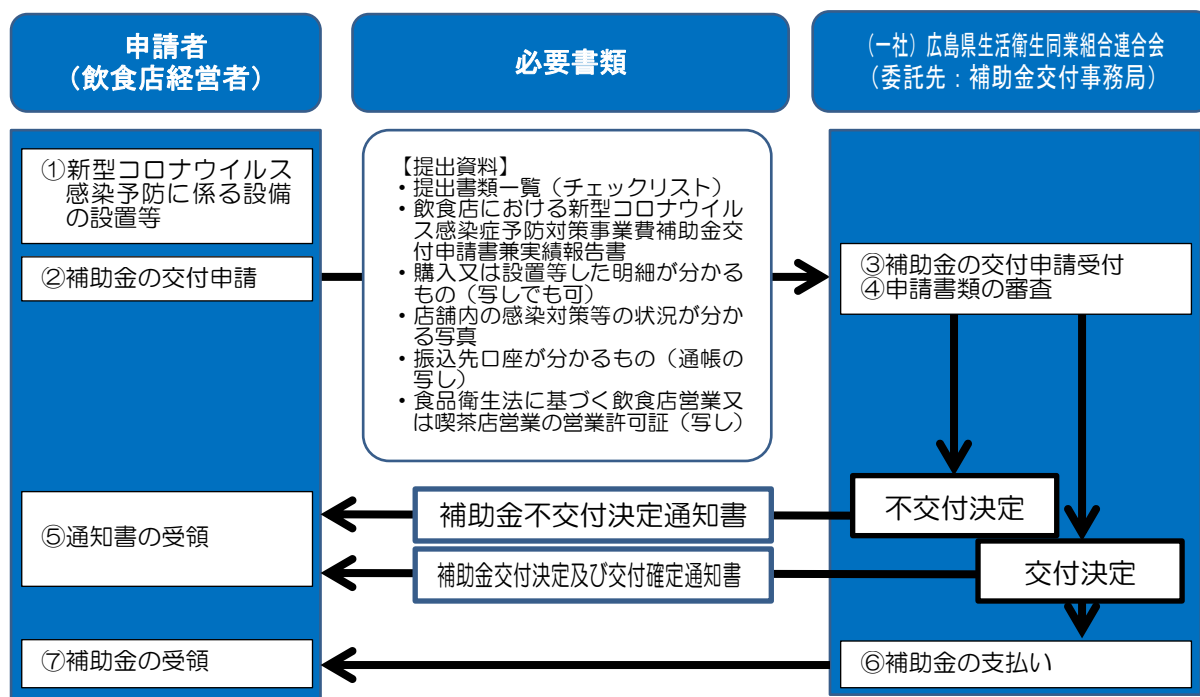 申請者
（飲食店経営者）
必要書類
（一社）広島県生活衛生同業組合連合会
（委託先：補助金交付事務局）
①新型コロナウイルス
感染予防に係る設備
の設置等
②補助金の交付申請
【提出資料】
・提出書類一覧（チェックリスト）
・飲食店における新型コロナウイル
ス感染症予防対策事業費補助金交
付申請書兼実績報告書
・購入又は設置等した明細が分かる
もの（写しでも可）
・店舗内の感染対策等の状況が分か
る写真
・振込先口座が分かるもの（通帳の
写し）
・食品衛生法に基づく飲食店営業又
は喫茶店営業の営業許可証（写し）
③補助金の交付申請受付
④申請書類の審査
不交付決定
補助金不交付決定通知書
⑤通知書の受領
交付決定
補助金交付決定及び交付確定通知書
⑥補助金の支払い
⑦補助金の受領